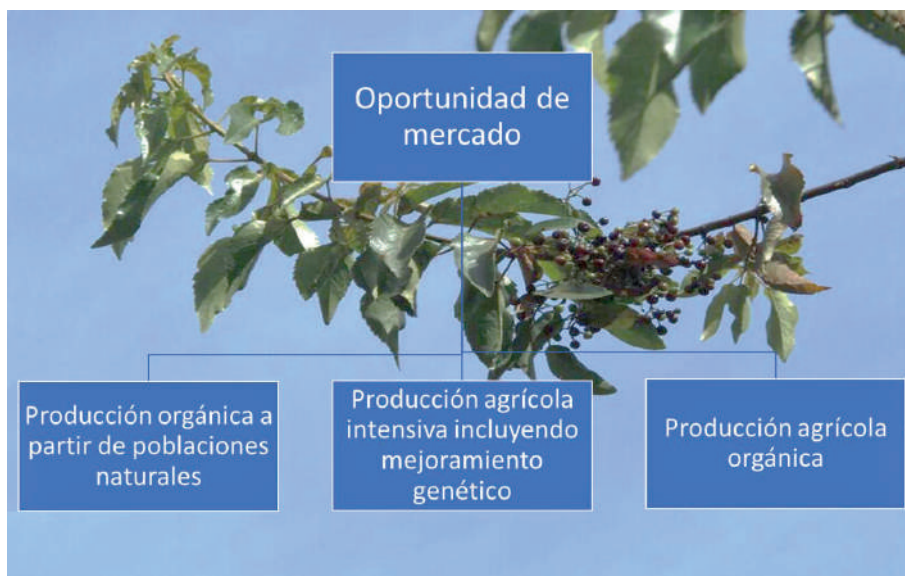 Oportunidad de
mercado
Producción orgánica a
partir de poblaciones
naturales
Producción agrícola
intensiva incluyendo
mejoramiento
genético
Producción agrícola
orgánica